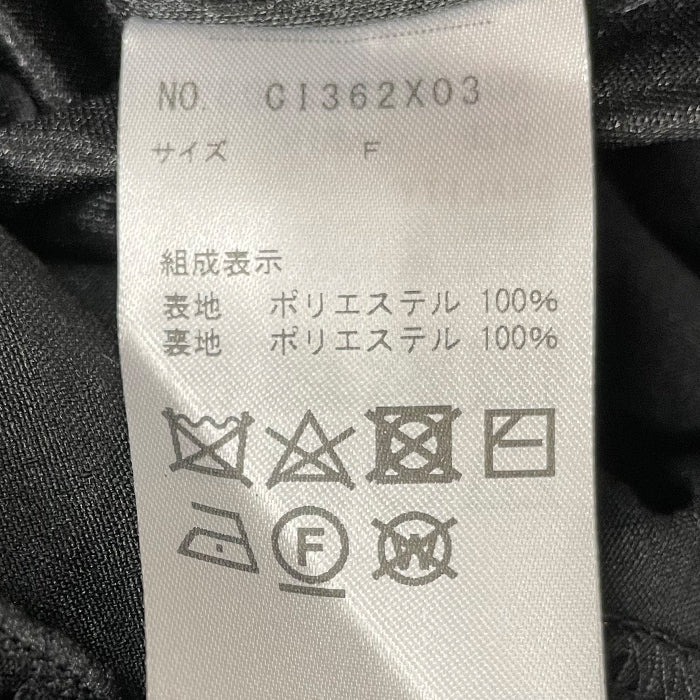 NO. CI362X03
サイズ F
組成表示
表地 ポリエステル 100%
裏地 ポリエステル 100%
F W